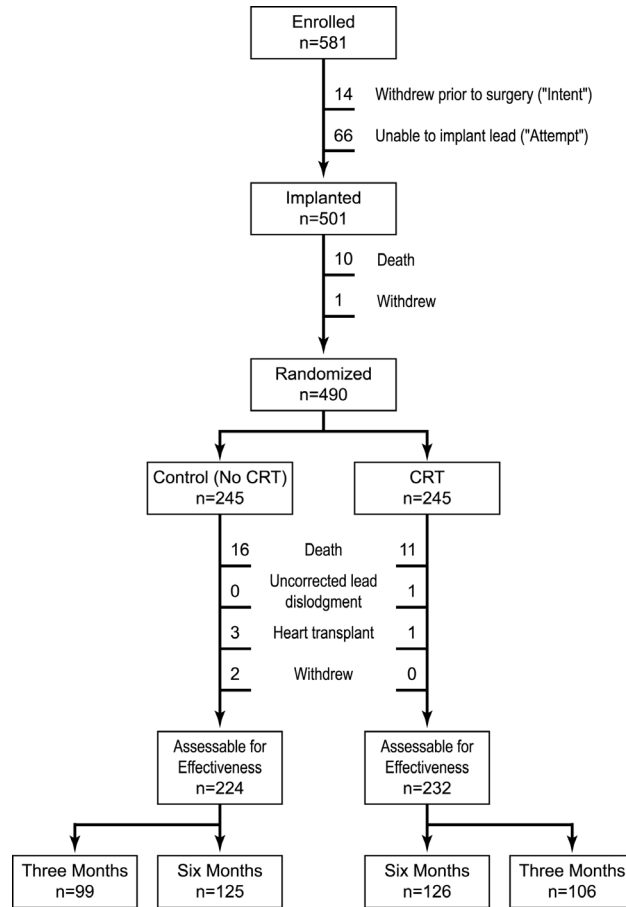 Enrolled
n=581
14 Withdrew prior to surgery ("Intent")
66 Unable to implant lead ("Attempt")
Implanted
n=501
10 Death
1 Withdrew
Randomized
n=490
Control (No CRT)
n=245
CRT
n=245
16 Death 11
0 Uncorrected lead
dislodgment 1
3 Heart transplant 1
2 Withdrew 0
Assessable for
Effectiveness
n=224
Assessable for
Effectiveness
n=232
Three Months
n=99
Six Months
n=125
Six Months
n=126
Three Months
n=106